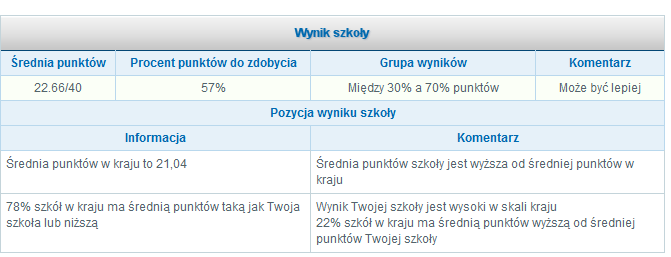 Wynik szkoły
Średnia punktów
Procent punktów do zdobycia
Grupa wyników
Komentarz
22.66/40
57%
Między 30% a 70% punktów
Może być lepiej
Pozycja wyniku szkoły
Informacja
Komentarz
Średnia punktów w kraju to 21,04
Średnia punktów szkoły jest wyższa od średniej punktów w
kraju
78% szkół w kraju ma średnią punktów taką jak Twoja
szkoła lub niższą
Wynik Twojej szkoły jest wysoki w skali kraju
22% szkół w kraju ma średnią punktów wyższą od średniej
punktów Twojej szkoły